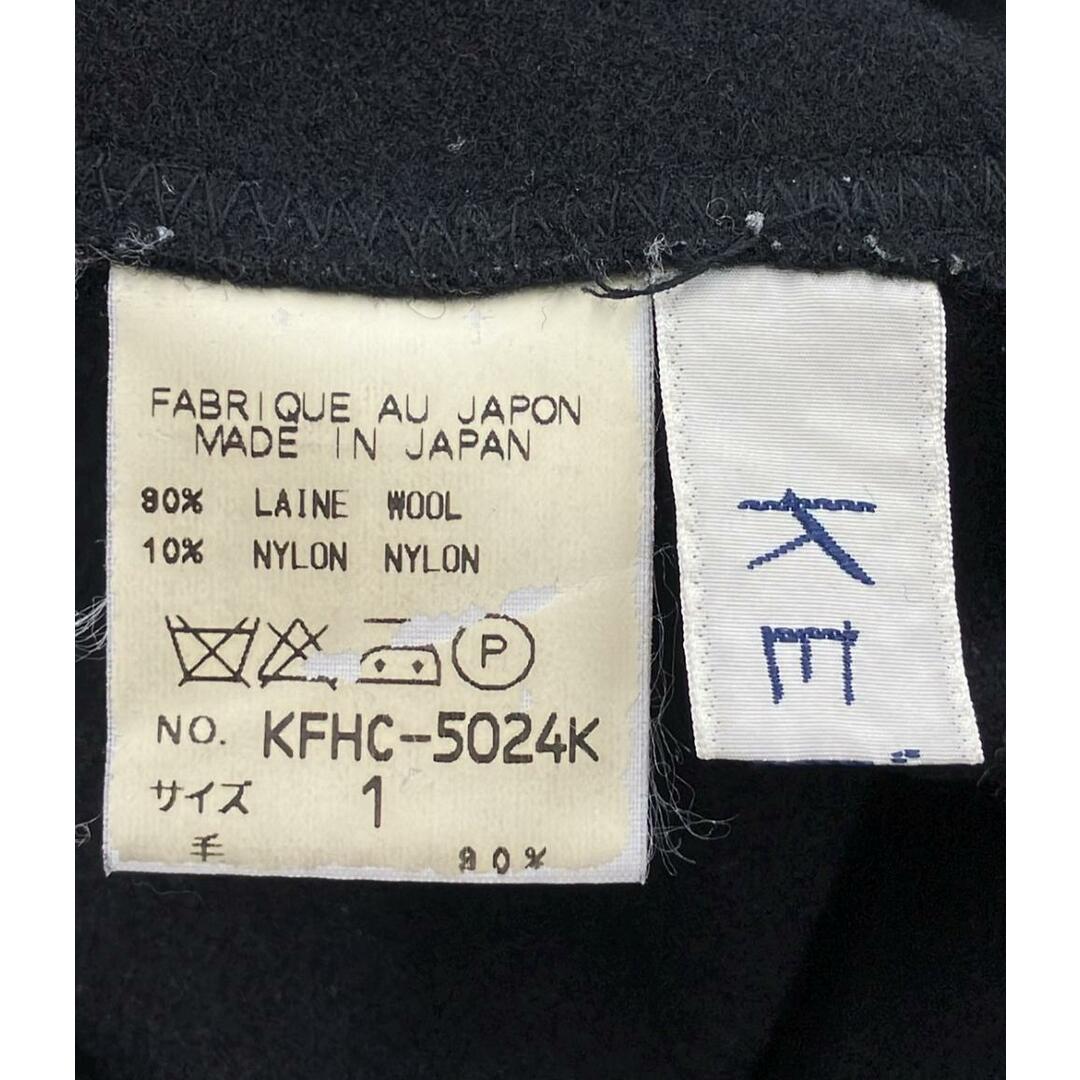 FABRIQUE AU JAPON
MADE IN JAPAN
90% LAINE WOOL
10% NYLON NYLON
P
NO. KFHC-5024K
サイズ 1
毛 90%
KE